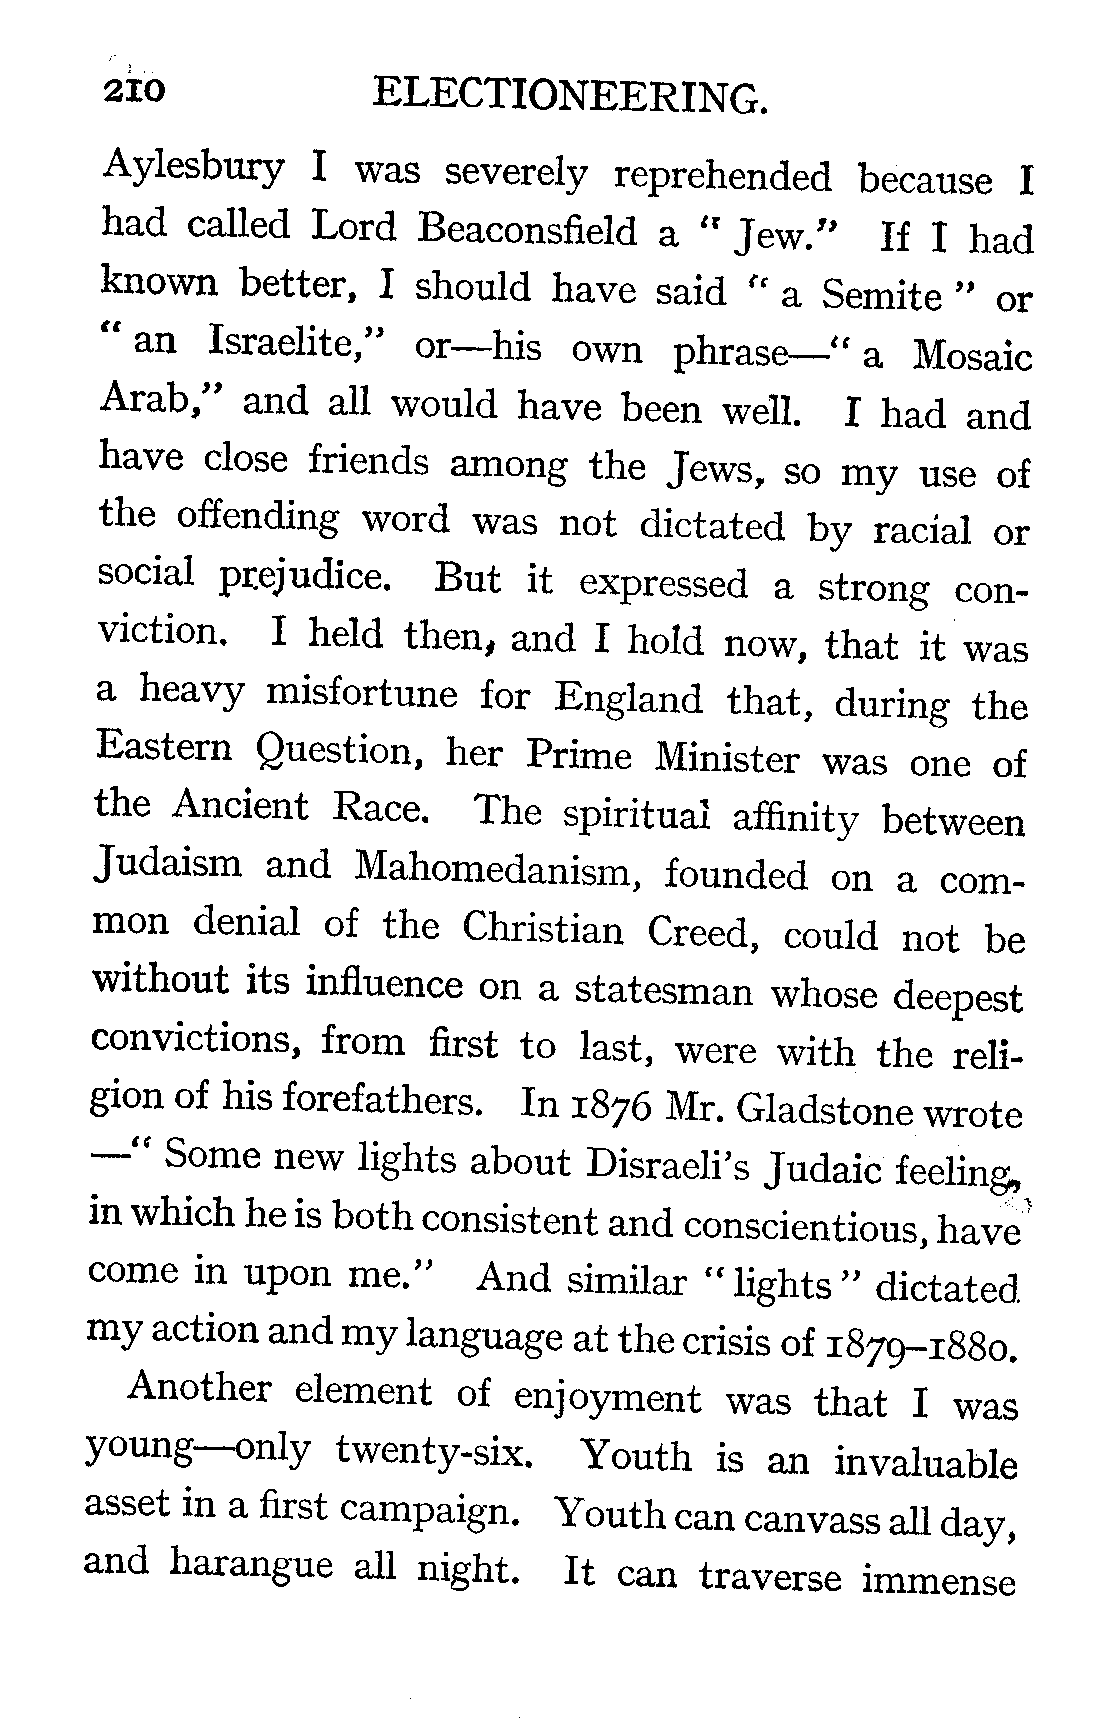 210 ELECTIONEERING.
Aylesbury I was severely reprehended because I
had called Lord Beaconsfield a " Jew." If I had
known better, I should have said " a Semite " or
" an Israelite," or—his own phrase—" a Mosaic
Arab," and all would have been well. I had and
have close friends among the Jews, so my use of
the offending word was not dictated by racial or
social prejudice. But it expressed a strong con-
viction. I held then, and I hold now, that it was
a heavy misfortune for England that, during the
Eastern Question, her Prime Minister was one of
the Ancient Race. The spiritual affinity between
Judaism and Mahomedanism, founded on a com-
mon denial of the Christian Creed, could not be
without its influence on a statesman whose deepest
convictions, from first to last, were with the reli-
gion of his forefathers. In 1876 Mr. Gladstone wrote
—" Some new lights about Disraeli's Judaic feeling,
in which he is both consistent and conscientious, have
come in upon me." And similar " lights " dictated
my action and my language at the crisis of 1879–1880.
Another element of enjoyment was that I was
young—only twenty-six. Youth is an invaluable
asset in a first campaign. Youth can canvass all day,
and harangue all night. It can traverse immense